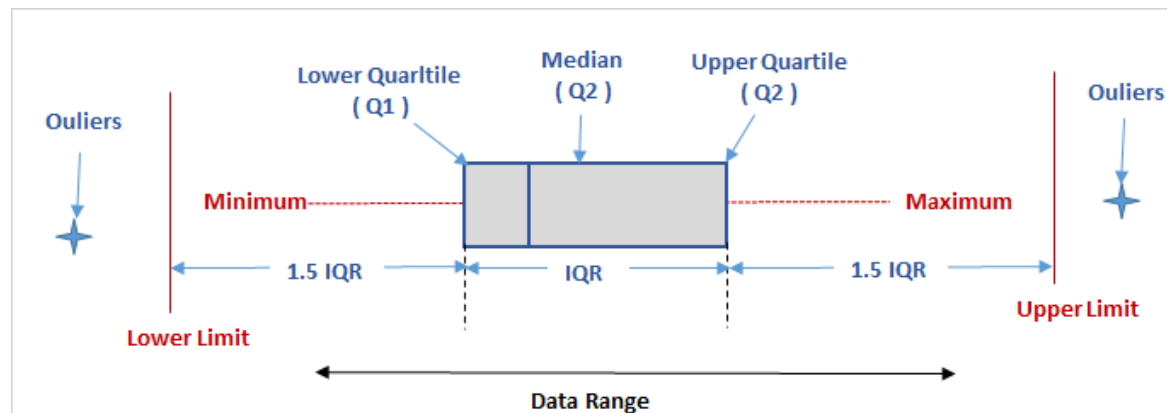 Lower Quarltile
( Q1 )
Median
( Q2 )
Upper Quartile
( Q2 )
Ouliers
Ouliers
Minimum
Maximum
1.5 IQR
IQR
1.5 IQR
Lower Limit
Upper Limit
Data Range